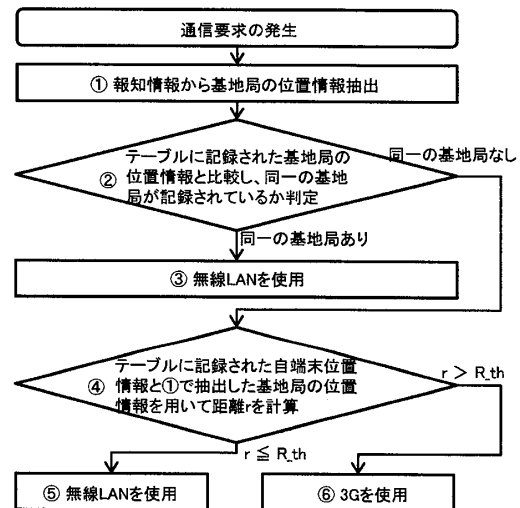 通信要求の発生
① 報知情報から基地局の位置情報抽出
テーブルに記録された基地局の
② 位置情報と比較し、同一の基地
局が記録されているか判定
同一の基地局なし
同一の基地局あり
③ 無線LANを使用
テーブルに記録された自端末位置
④ 情報と①で抽出した基地局の位置
情報を用いて距離rを計算
r > R_th
r ≦ R_th
⑤ 無線LANを使用
⑥ 3Gを使用